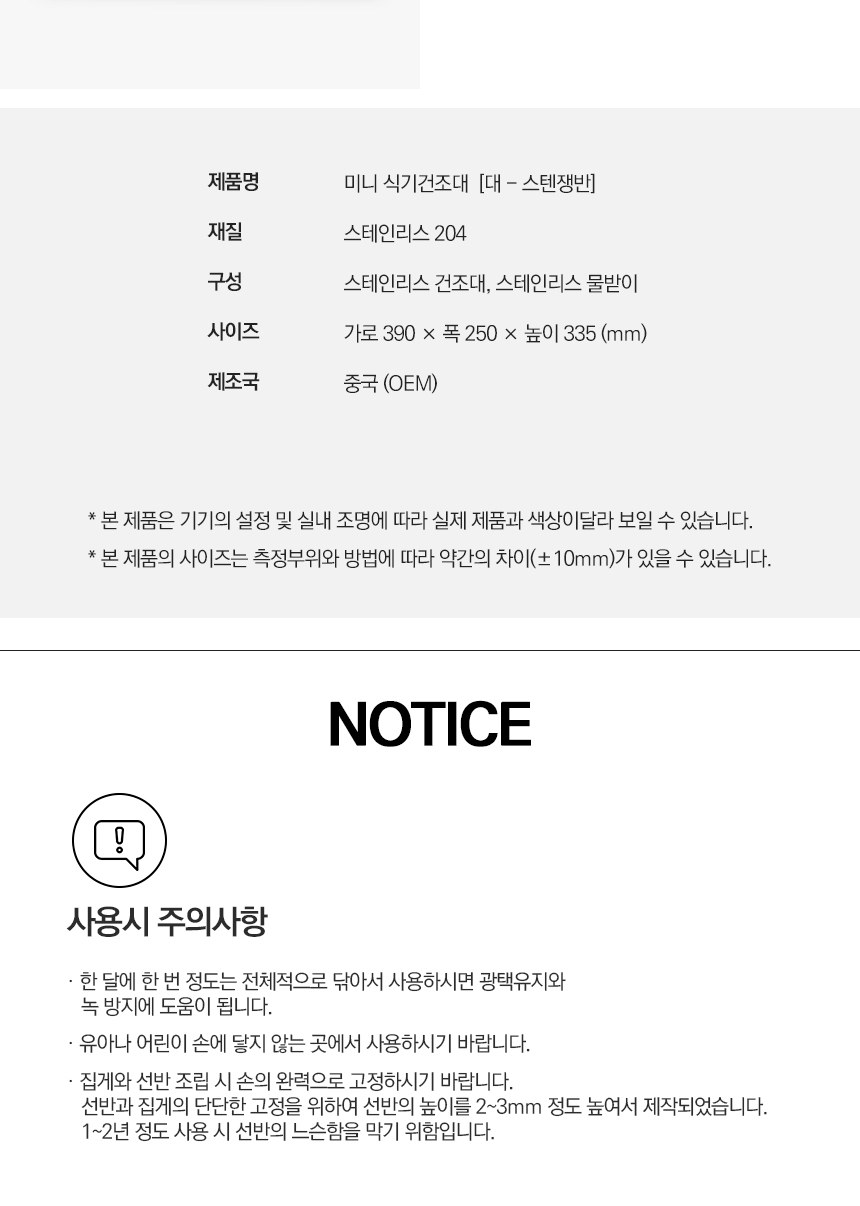 제품명 미니 식기건조대 [대 - 스텐쟁반]
재질 스테인리스 204
구성 스테인리스 건조대, 스테인리스 물받이
사이즈 가로 390 × 폭 250 × 높이 335 (mm)
제조국 중국 (OEM)
* 본 제품은 기기의 설정 및 실내 조명에 따라 실제 제품과 색상이달라 보일 수 있습니다.
* 본 제품의 사이즈는 측정부위와 방법에 따라 약간의 차이(±10mm)가 있을 수 있습니다.
NOTICE
사용시 주의사항
· 한 달에 한 번 정도는 전체적으로 닦아서 사용하시면 광택유지와
녹 방지에 도움이 됩니다.
· 유아나 어린이 손에 닿지 않는 곳에서 사용하시기 바랍니다.
· 집게와 선반 조립 시 손의 완력으로 고정하시기 바랍니다.
선반과 집게의 단단한 고정을 위하여 선반의 높이를 2~3mm 정도 높여서 제작되었습니다.
1~2년 정도 사용 시 선반의 느슨함을 막기 위함입니다.